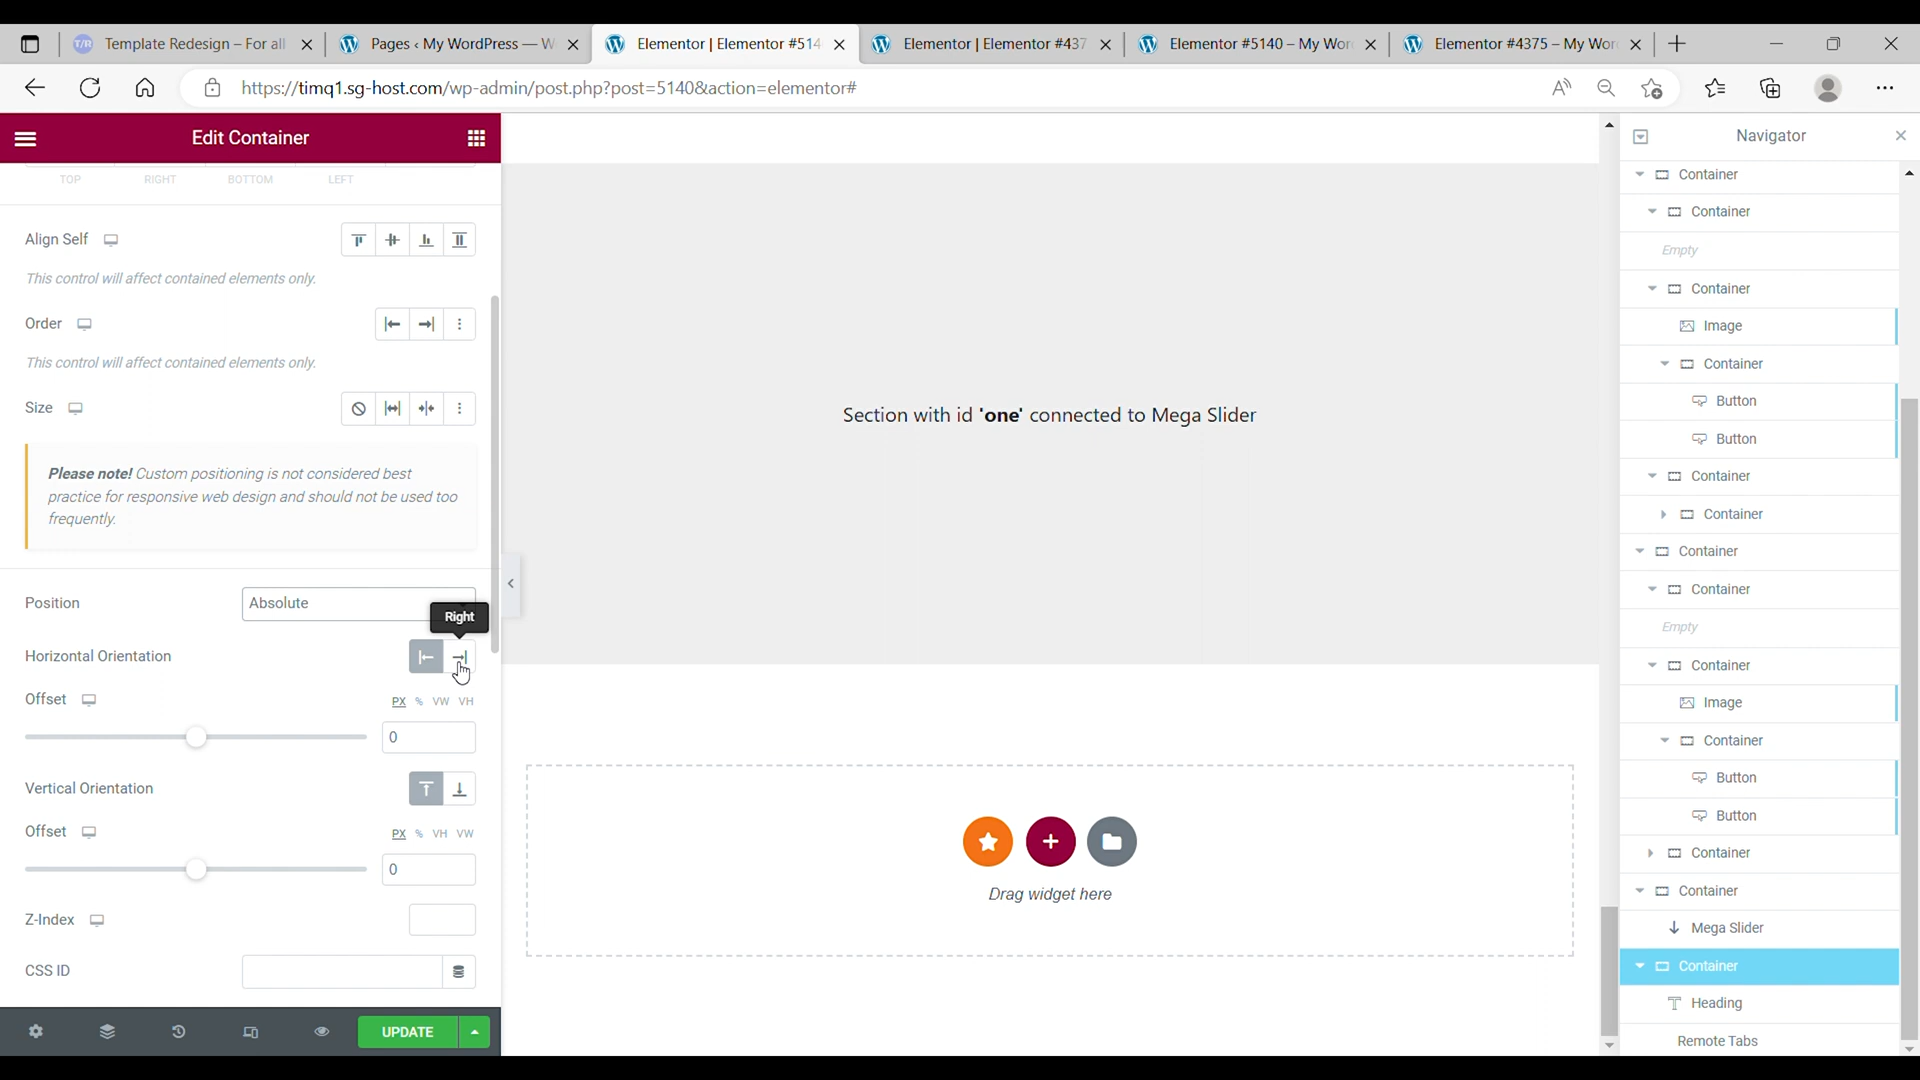 Template Redesign – For all
Pages ‹ My WordPress — W
Elementor | Elementor #514
Elementor | Elementor #437
Elementor #5140 – My Wor
Elementor #4375 – My Wor
https://timq1.sg-host.com/wp-admin/post.php?post=5140&action=elementor#
Edit Container
TOP RIGHT BOTTOM LEFT
Align Self
This control will affect contained elements only.
Order
This control will affect contained elements only.
Size
Please note! Custom positioning is not considered best
practice for responsive web design and should not be used too
frequently.
Position Absolute
Right
Horizontal Orientation
Offset PX % VW VH
0
Vertical Orientation
Offset PX % VH VW
0
Z-Index
CSS ID
UPDATE
Section with id 'one' connected to Mega Slider
Drag widget here
Navigator
Container
Container
Empty
Container
Image
Container
Button
Button
Container
Container
Container
Container
Empty
Container
Image
Container
Button
Button
Container
Container
Mega Slider
Container
Heading
Remote Tabs